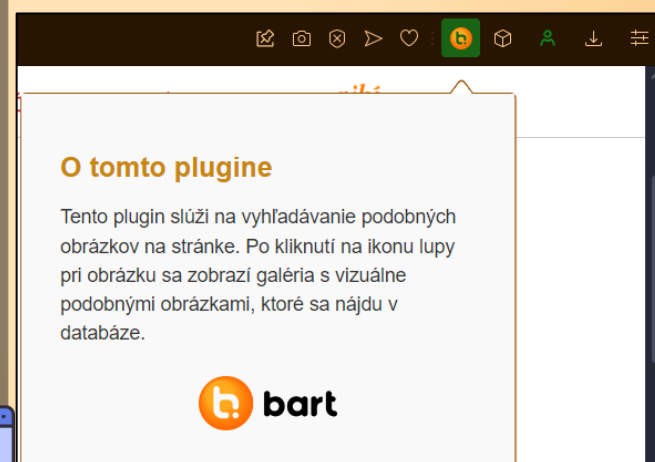 O tomto plugine
Tento plugin slúži na vyhľadávanie podobných
obrázkov na stránke. Po kliknutí na ikonu lupy
pri obrázku sa zobrazí galéria s vizuálne
podobnými obrázkami, ktoré sa nájdu v
databáze.
b. bart